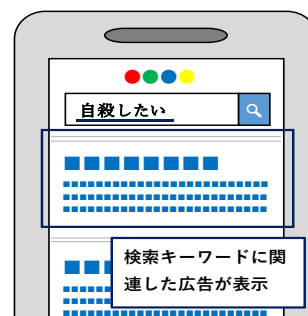 自殺したい
検索キーワードに関
連した広告が表示